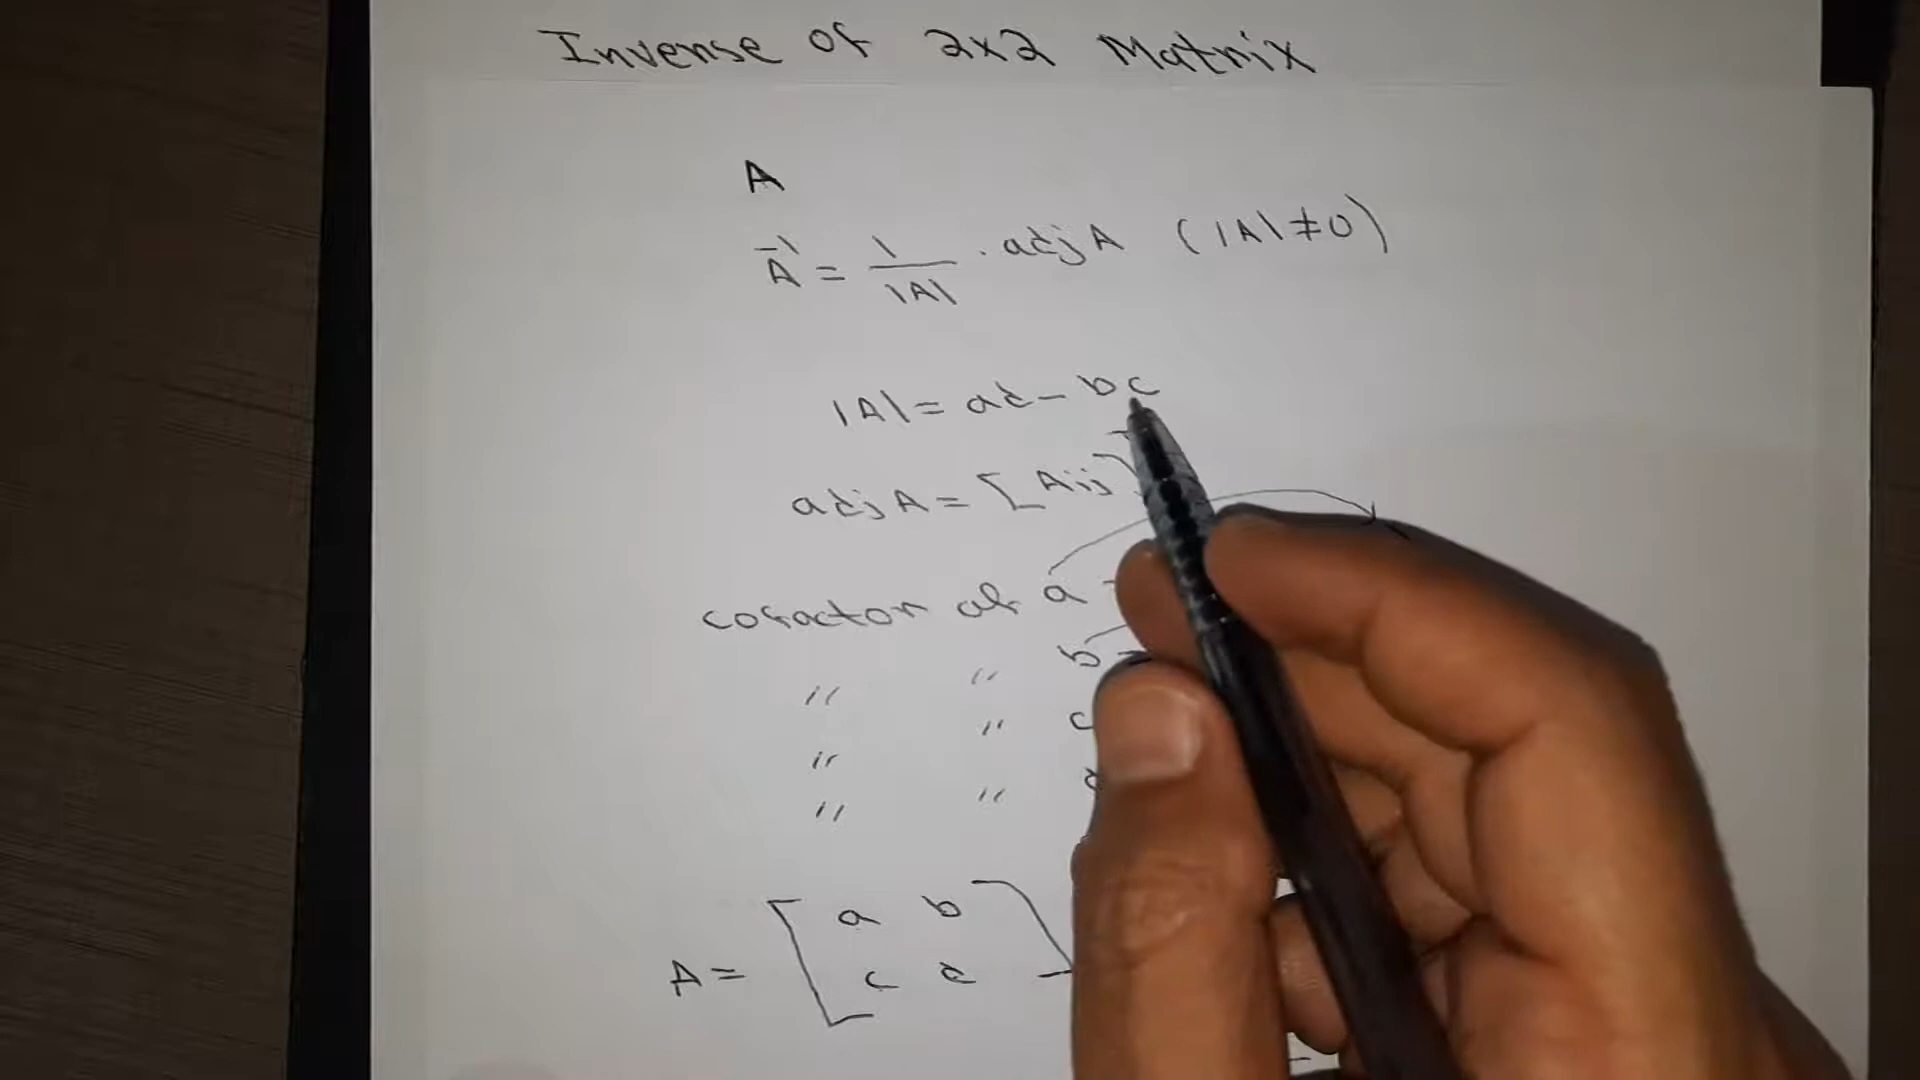 Inverse of 2x2 Matrix
A
A⁻¹ = 1/|A| · adj A (|A| ≠ 0)
|A| = ad - bc
adj A = [Aij]
cofactor of a
" " b
" " c
" " d
A = [a b
c d]